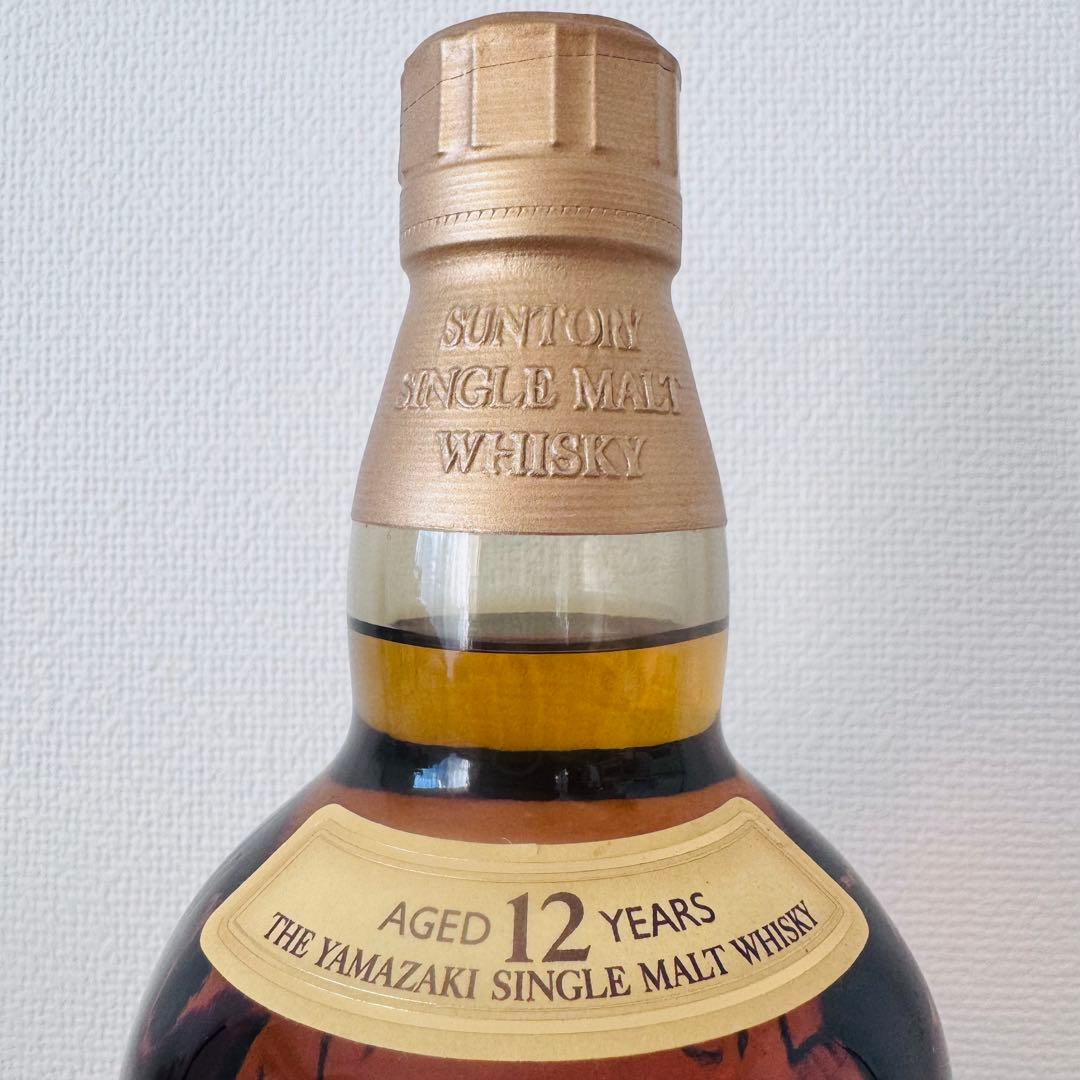 SUNTORY
SINGLE MALT
WHISKY
AGED 12 YEARS
THE YAMAZAKI SINGLE MALT WHISKY